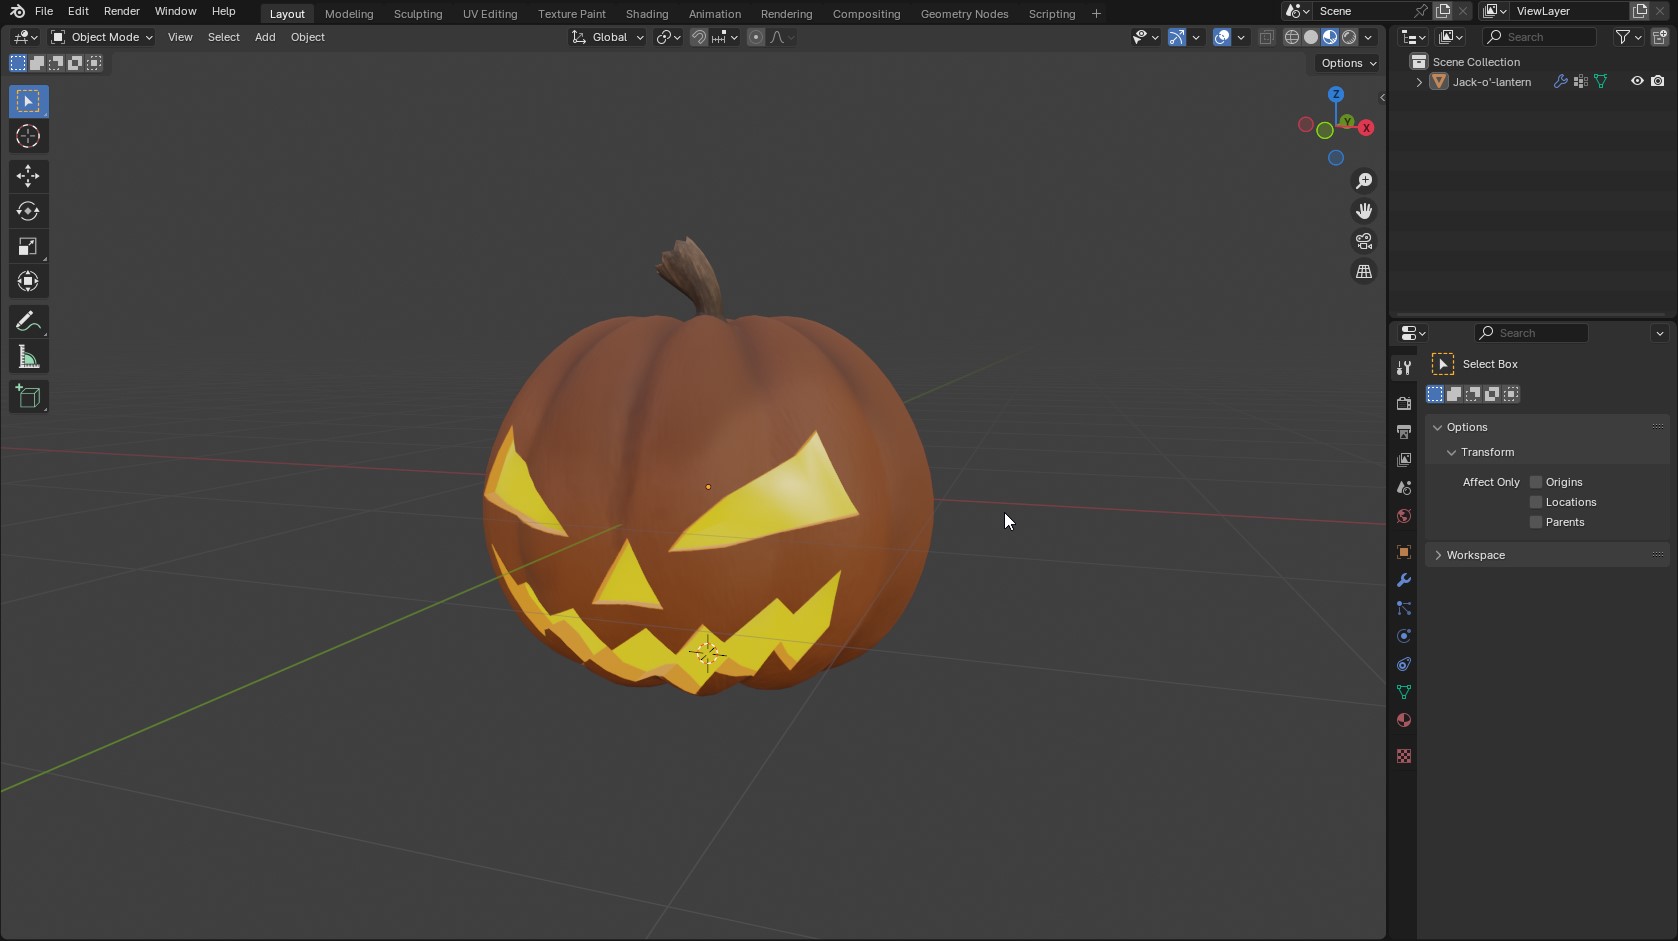 File Edit Render Window Help Layout Modeling Sculpting UV Editing Texture Paint Shading Animation Rendering Compositing Geometry Nodes Scripting + Scene ViewLayer
Object Mode View Select Add Object Global Search
Options
Scene Collection
Jack-o'-lantern
Z
Y
X
Search
Select Box
Options
Transform
Affect Only Origins
Locations
Parents
Workspace